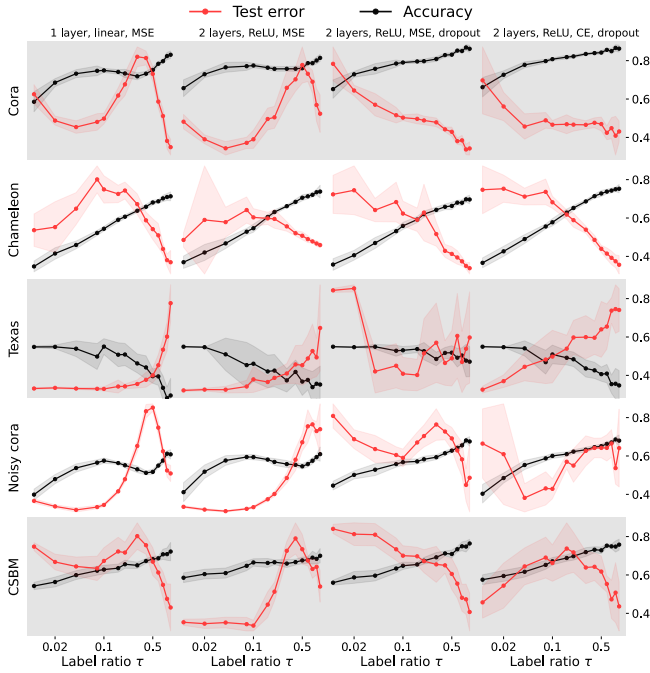 Test error Accuracy
1 layer, linear, MSE 2 layers, ReLU, MSE 2 layers, ReLU, MSE, dropout 2 layers, ReLU, CE, dropout
Cora
0.8
0.6
0.4
Chameleon
0.8
0.6
0.4
Texas
0.8
0.6
0.4
Noisy cora
0.8
0.6
0.4
CSBM
0.8
0.6
0.4
0.02 0.1 0.5 0.02 0.1 0.5 0.02 0.1 0.5 0.02 0.1 0.5
Label ratio τ Label ratio τ Label ratio τ Label ratio τ